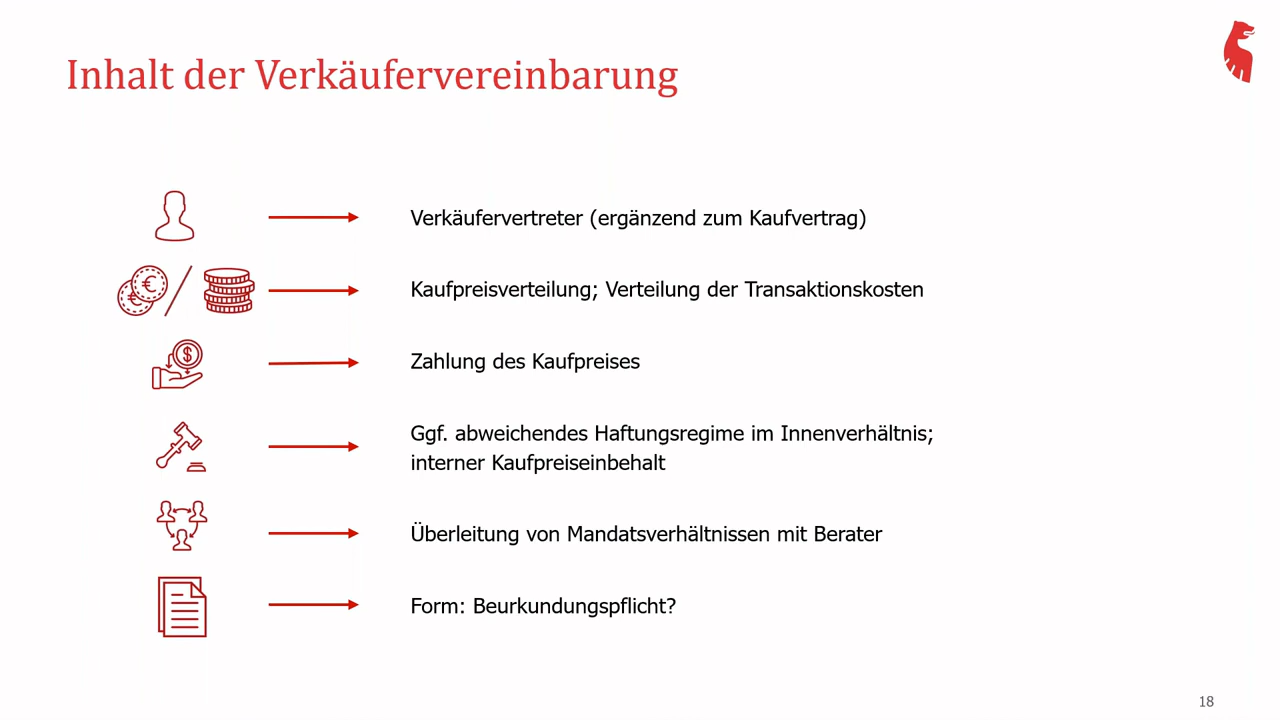 Inhalt der Verkäufervereinbarung
Verkäufervertreter (ergänzend zum Kaufvertrag)
Kaufpreisverteilung; Verteilung der Transaktionskosten
Zahlung des Kaufpreises
Ggf. abweichendes Haftungsregime im Innenverhältnis;
interner Kaufpreiseinbehalt
Überleitung von Mandatsverhältnissen mit Berater
Form: Beurkundungspflicht?
18